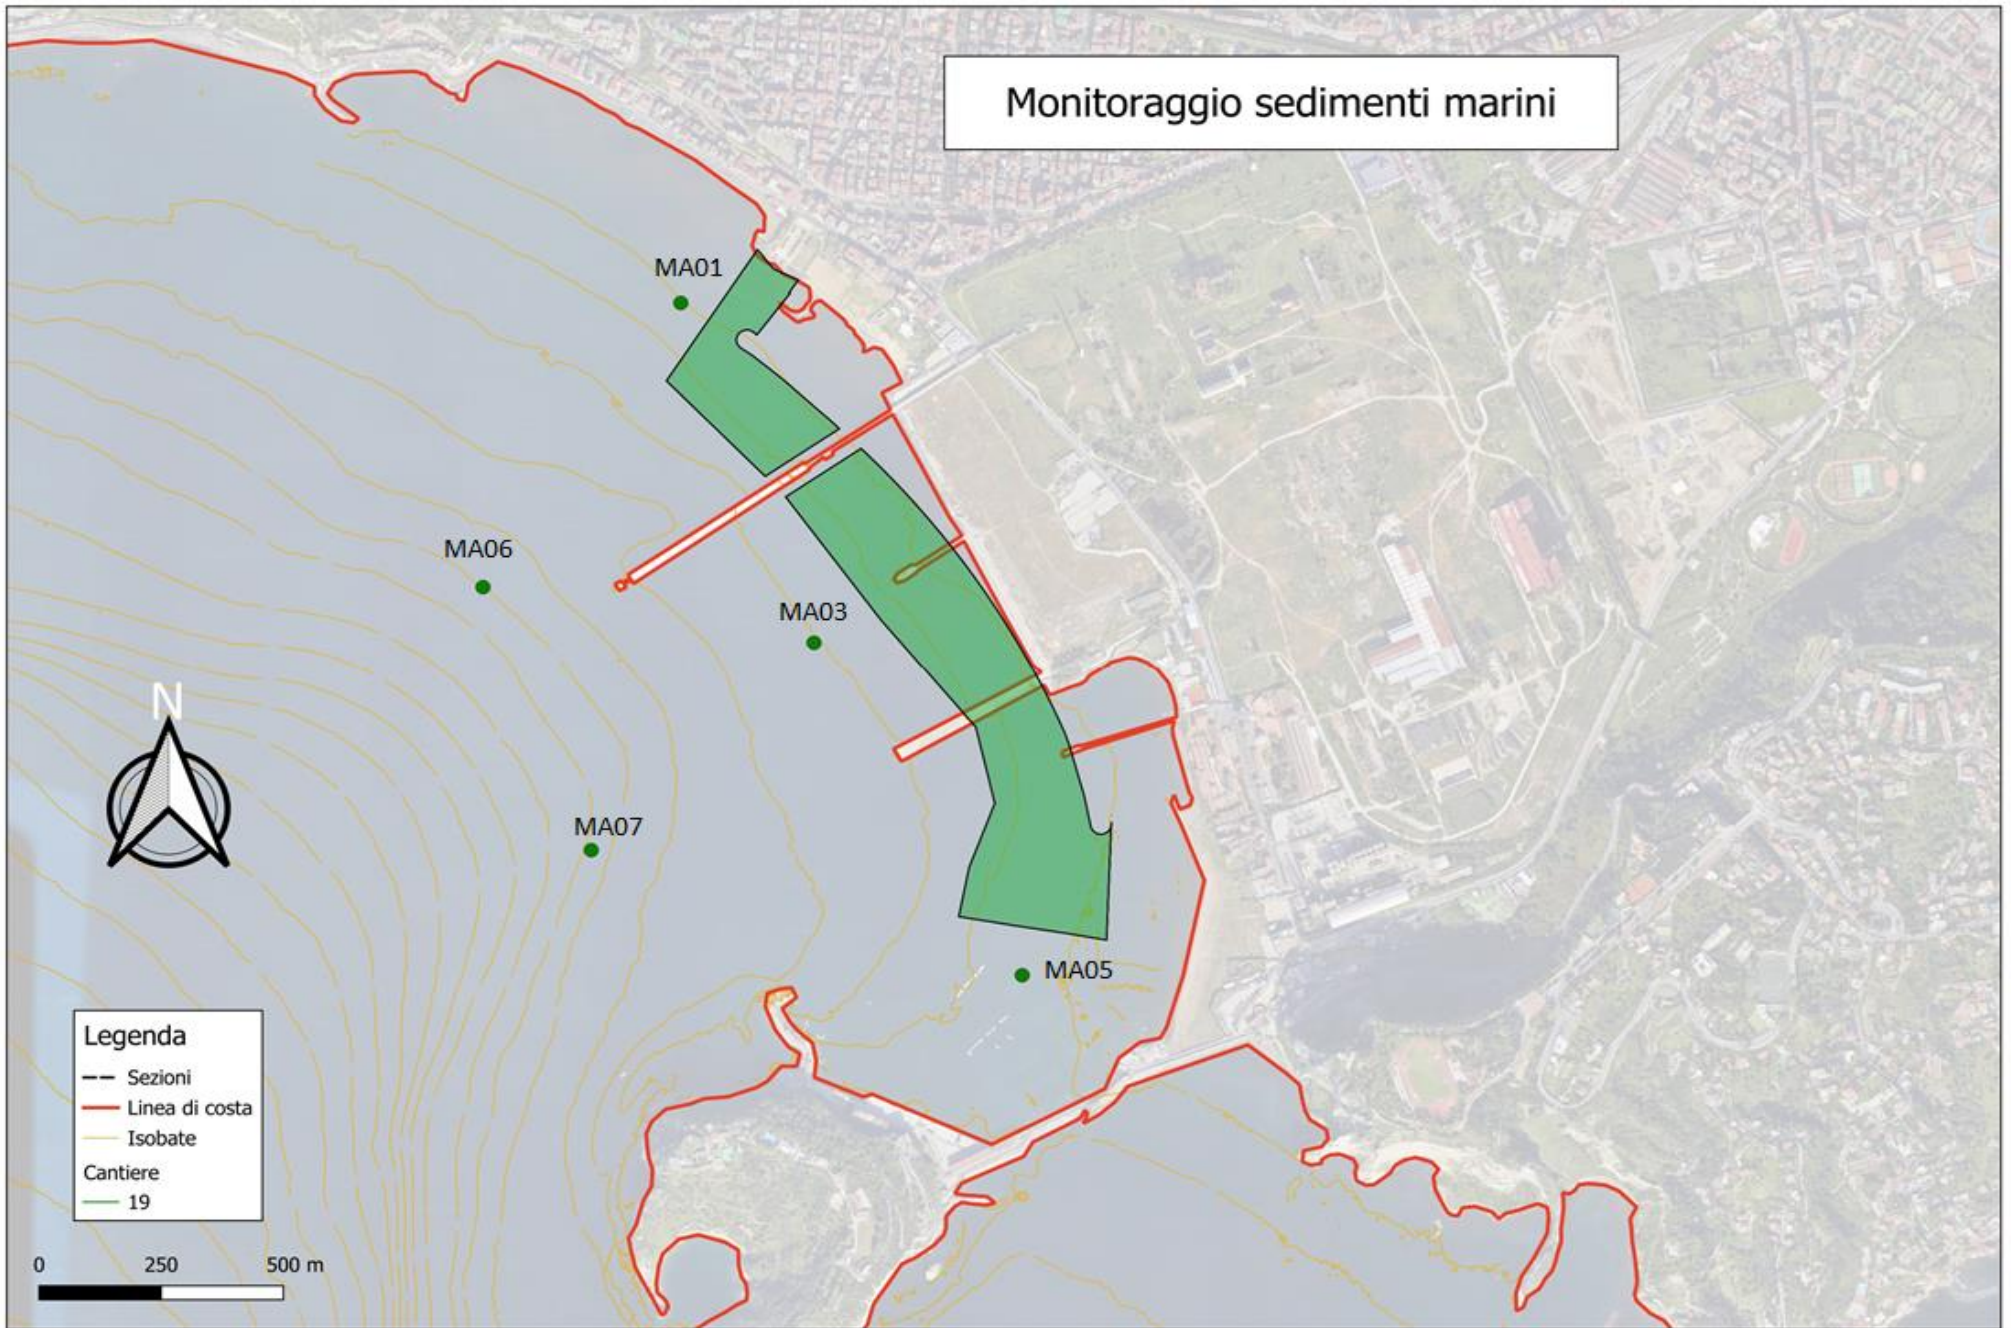 Monitoraggio sedimenti marini
MA01
MA06
MA03
MA07
MA05
N
Legenda
Sezioni
Linea di costa
Isobate
Cantiere
19
0 250 500 m